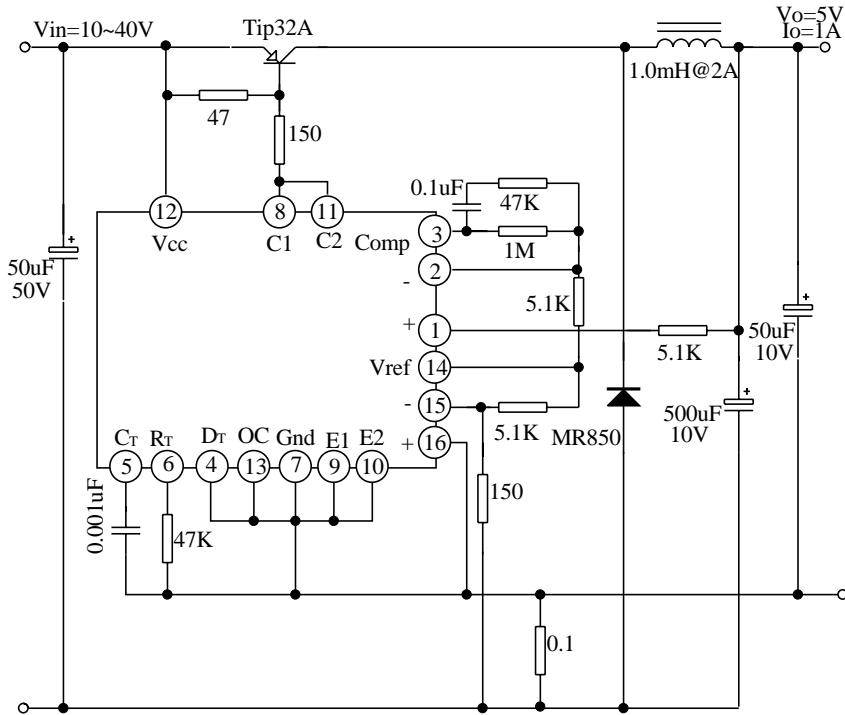 Vin=10~40V
Tip32A
Vo=5V
Io=1A
1.0mH@2A
47
150
0.1uF
47K
12
8
11
3
Vcc
C1
C2
Comp
1M
2
-
50uF
50V
+
5.1K
+
1
5.1K
+
50uF
10V
Vref
14
-
15
5.1K
MR850
+
500uF
10V
+
16
CT
RT
DT
OC
Gnd
E1
E2
5
6
4
13
7
9
10
150
0.001uF
47K
0.1